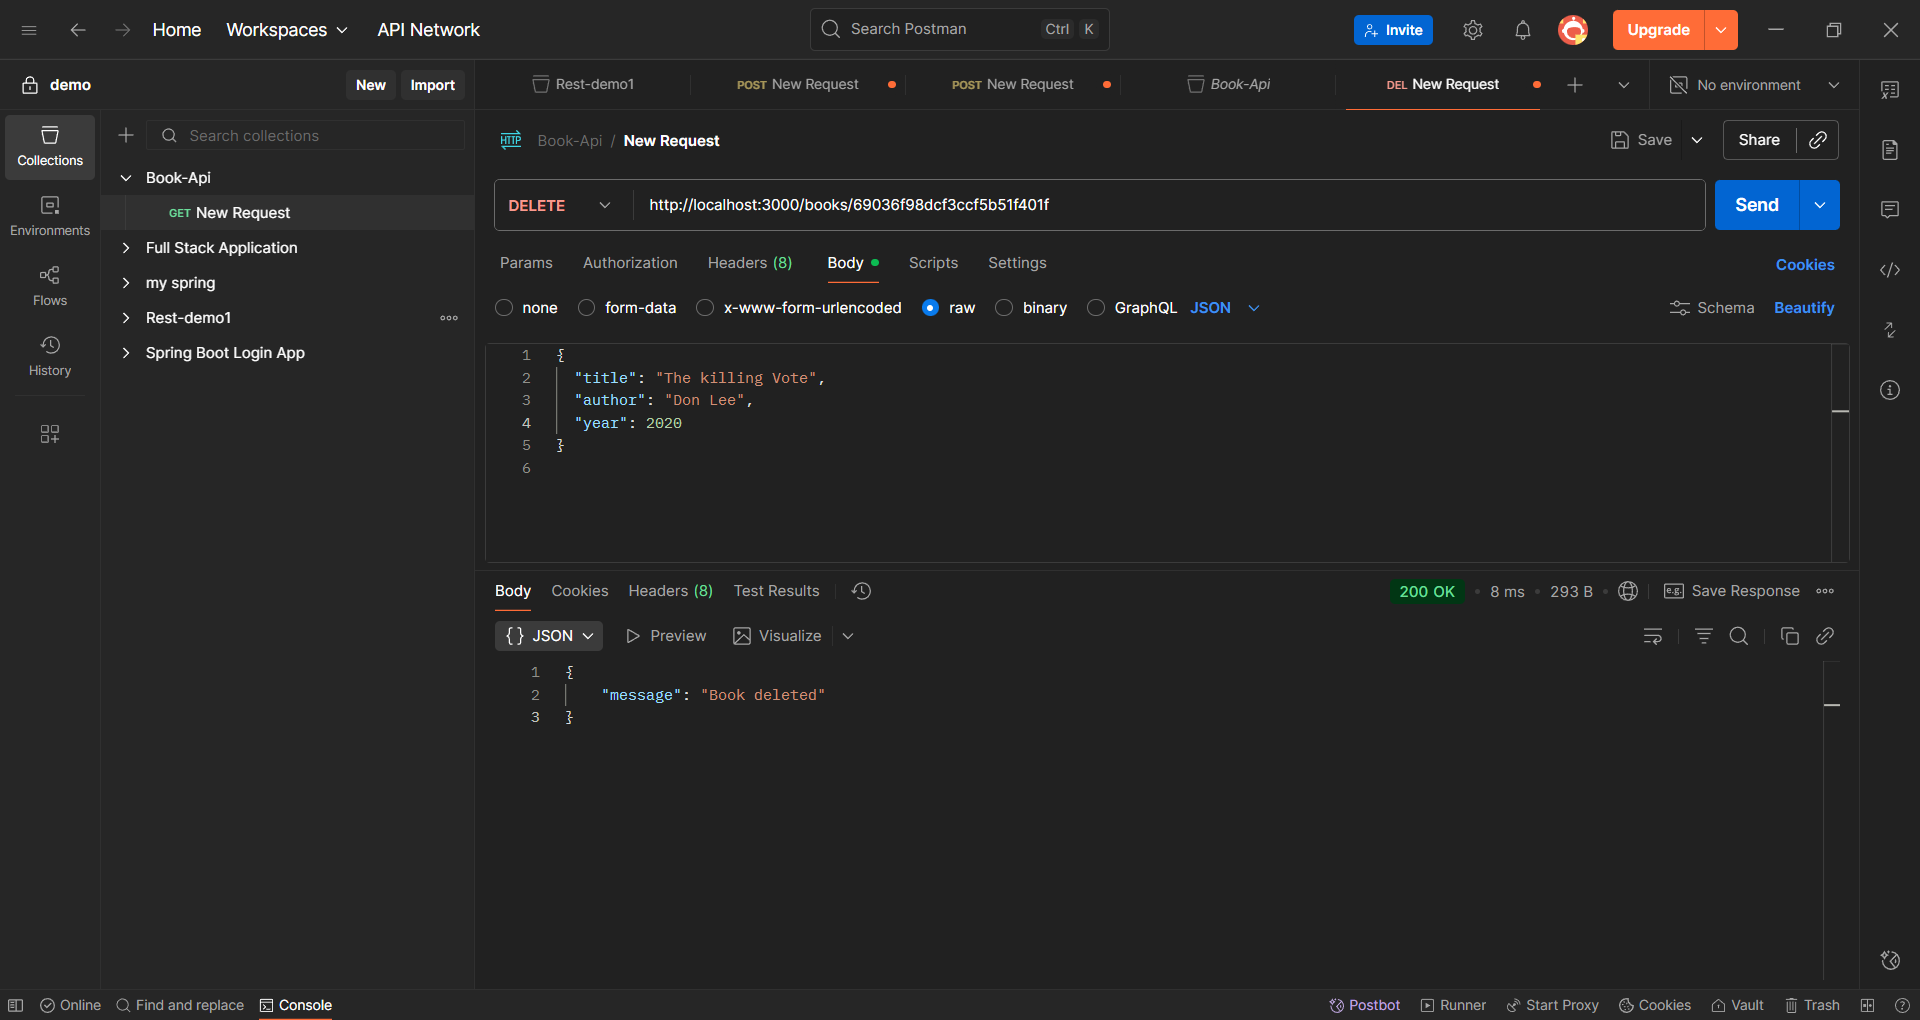 Home Workspaces API Network
Search Postman Ctrl K
Invite
Upgrade
demo New Import
Rest-demo1
POST New Request
POST New Request
Book-Api
DEL New Request
No environment
Collections
Environments
Flows
History
Search collections
Book-Api
GET New Request
Full Stack Application
my spring
Rest-demo1
Spring Boot Login App
HTTP Book-Api / New Request
Save Share
DELETE http://localhost:3000/books/69036f98dcf3ccf5b51f401f Send
Params Authorization Headers (8) Body Scripts Settings Cookies
none form-data x-www-form-urlencoded raw binary GraphQL JSON Schema Beautify
1 {
2 "title": "The killing Vote",
3 "author": "Don Lee",
4 "year": 2020
5 }
6
Body Cookies Headers (8) Test Results 200 OK 8 ms 293 B e.g. Save Response
{} JSON Preview Visualize
1 {
2 "message": "Book deleted"
3 }
Online Find and replace Console Postbot Runner Start Proxy Cookies Vault Trash